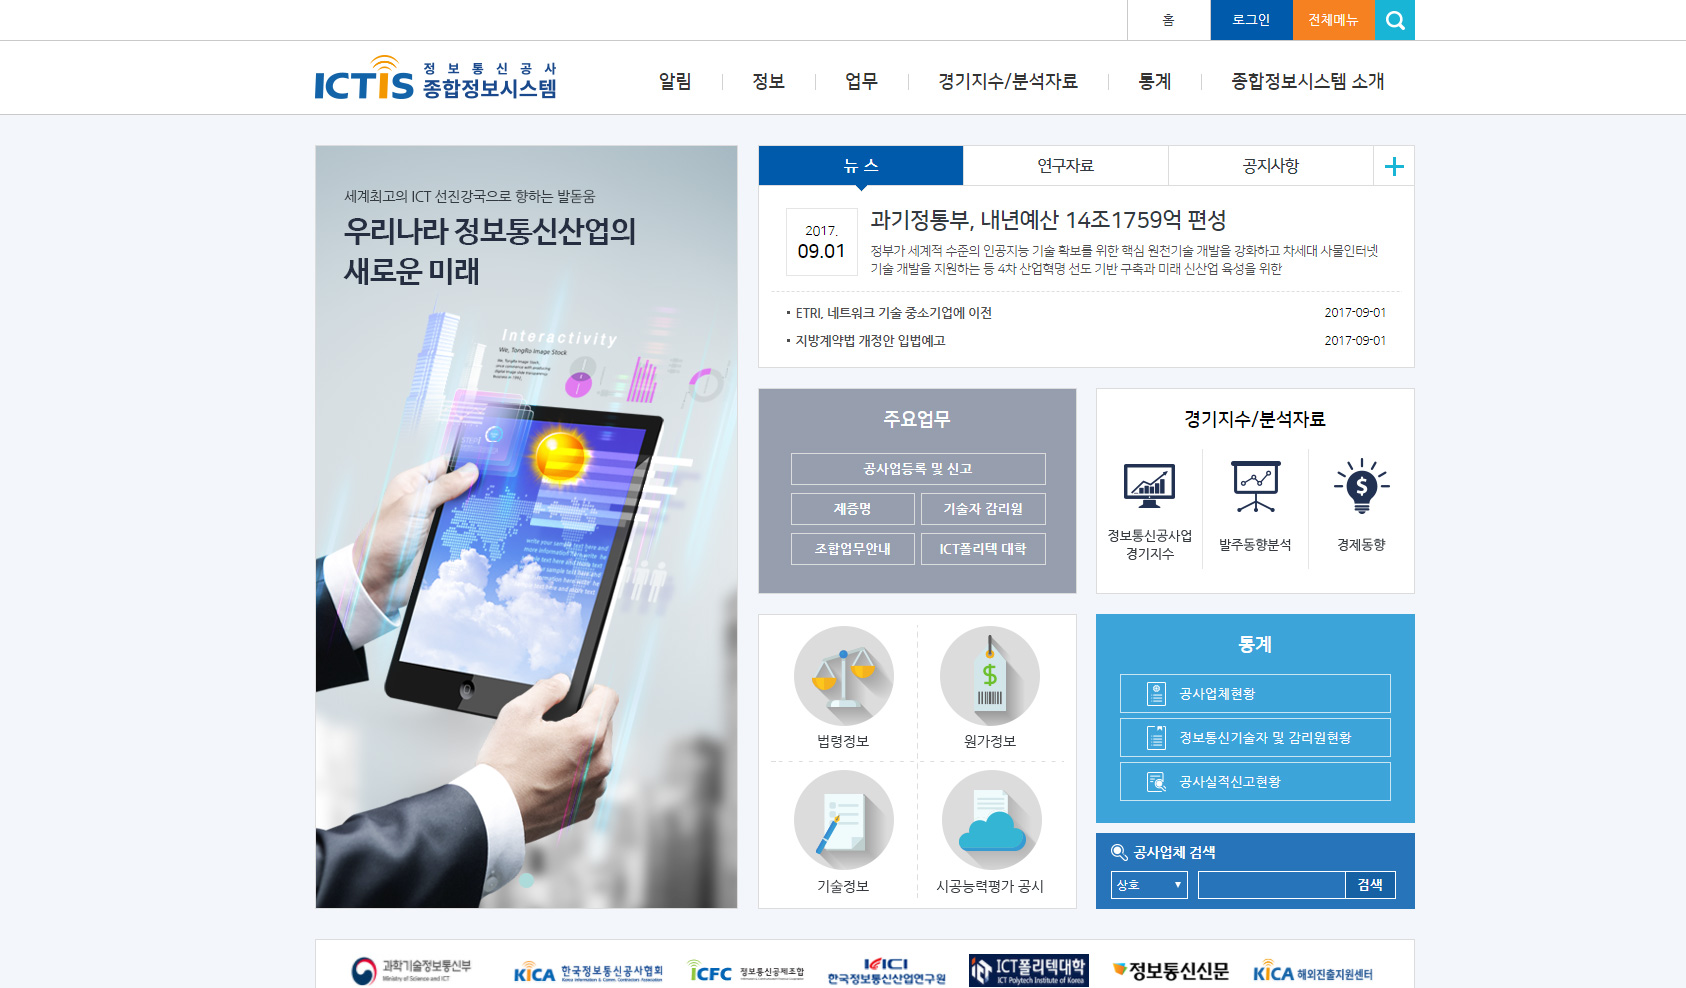 홈
로그인
전체메뉴
ICTIS 정보통신공사
종합정보시스템
알림
정보
업무
경기지수/분석자료
통계
종합정보시스템 소개
세계최고의 ICT 선진강국으로 향하는 발돋움
우리나라 정보통신산업의
새로운 미래
Interactivity
We, TongRo Image Stock
write your sample text here and
뉴 스
연구자료
공지사항
2017.
09.01
과기정통부, 내년예산 14조1759억 편성
정부가 세계적 수준의 인공지능 기술 확보를 위한 핵심 원천기술 개발을 강화하고 차세대 사물인터넷
기술 개발을 지원하는 등 4차 산업혁명 선도 기반 구축과 미래 신산업 육성을 위한
ETRI, 네트워크 기술 중소기업에 이전 2017-09-01
지방계약법 개정안 입법예고 2017-09-01
주요업무
공사업등록 및 신고
제증명
기술자 감리원
조합업무안내
ICT폴리텍 대학
경기지수/분석자료
정보통신공사업
경기지수
발주동향분석
경제동향
법령정보
원가정보
기술정보
시공능력평가 공시
통계
공사업체현황
정보통신기술자 및 감리원현황
공사실적신고현황
공사업체 검색
상호
검색
과학기술정보통신부
Ministry of Science and ICT
KICA 한국정보통신공사협회
Korea Information & Comm. Contractors Association
iCFC 정보통신공제조합
KICI
한국정보통신산업연구원
ICT폴리텍대학
ICT Polytech Institute of Korea
정보통신신문
KICA 해외진출지원센터